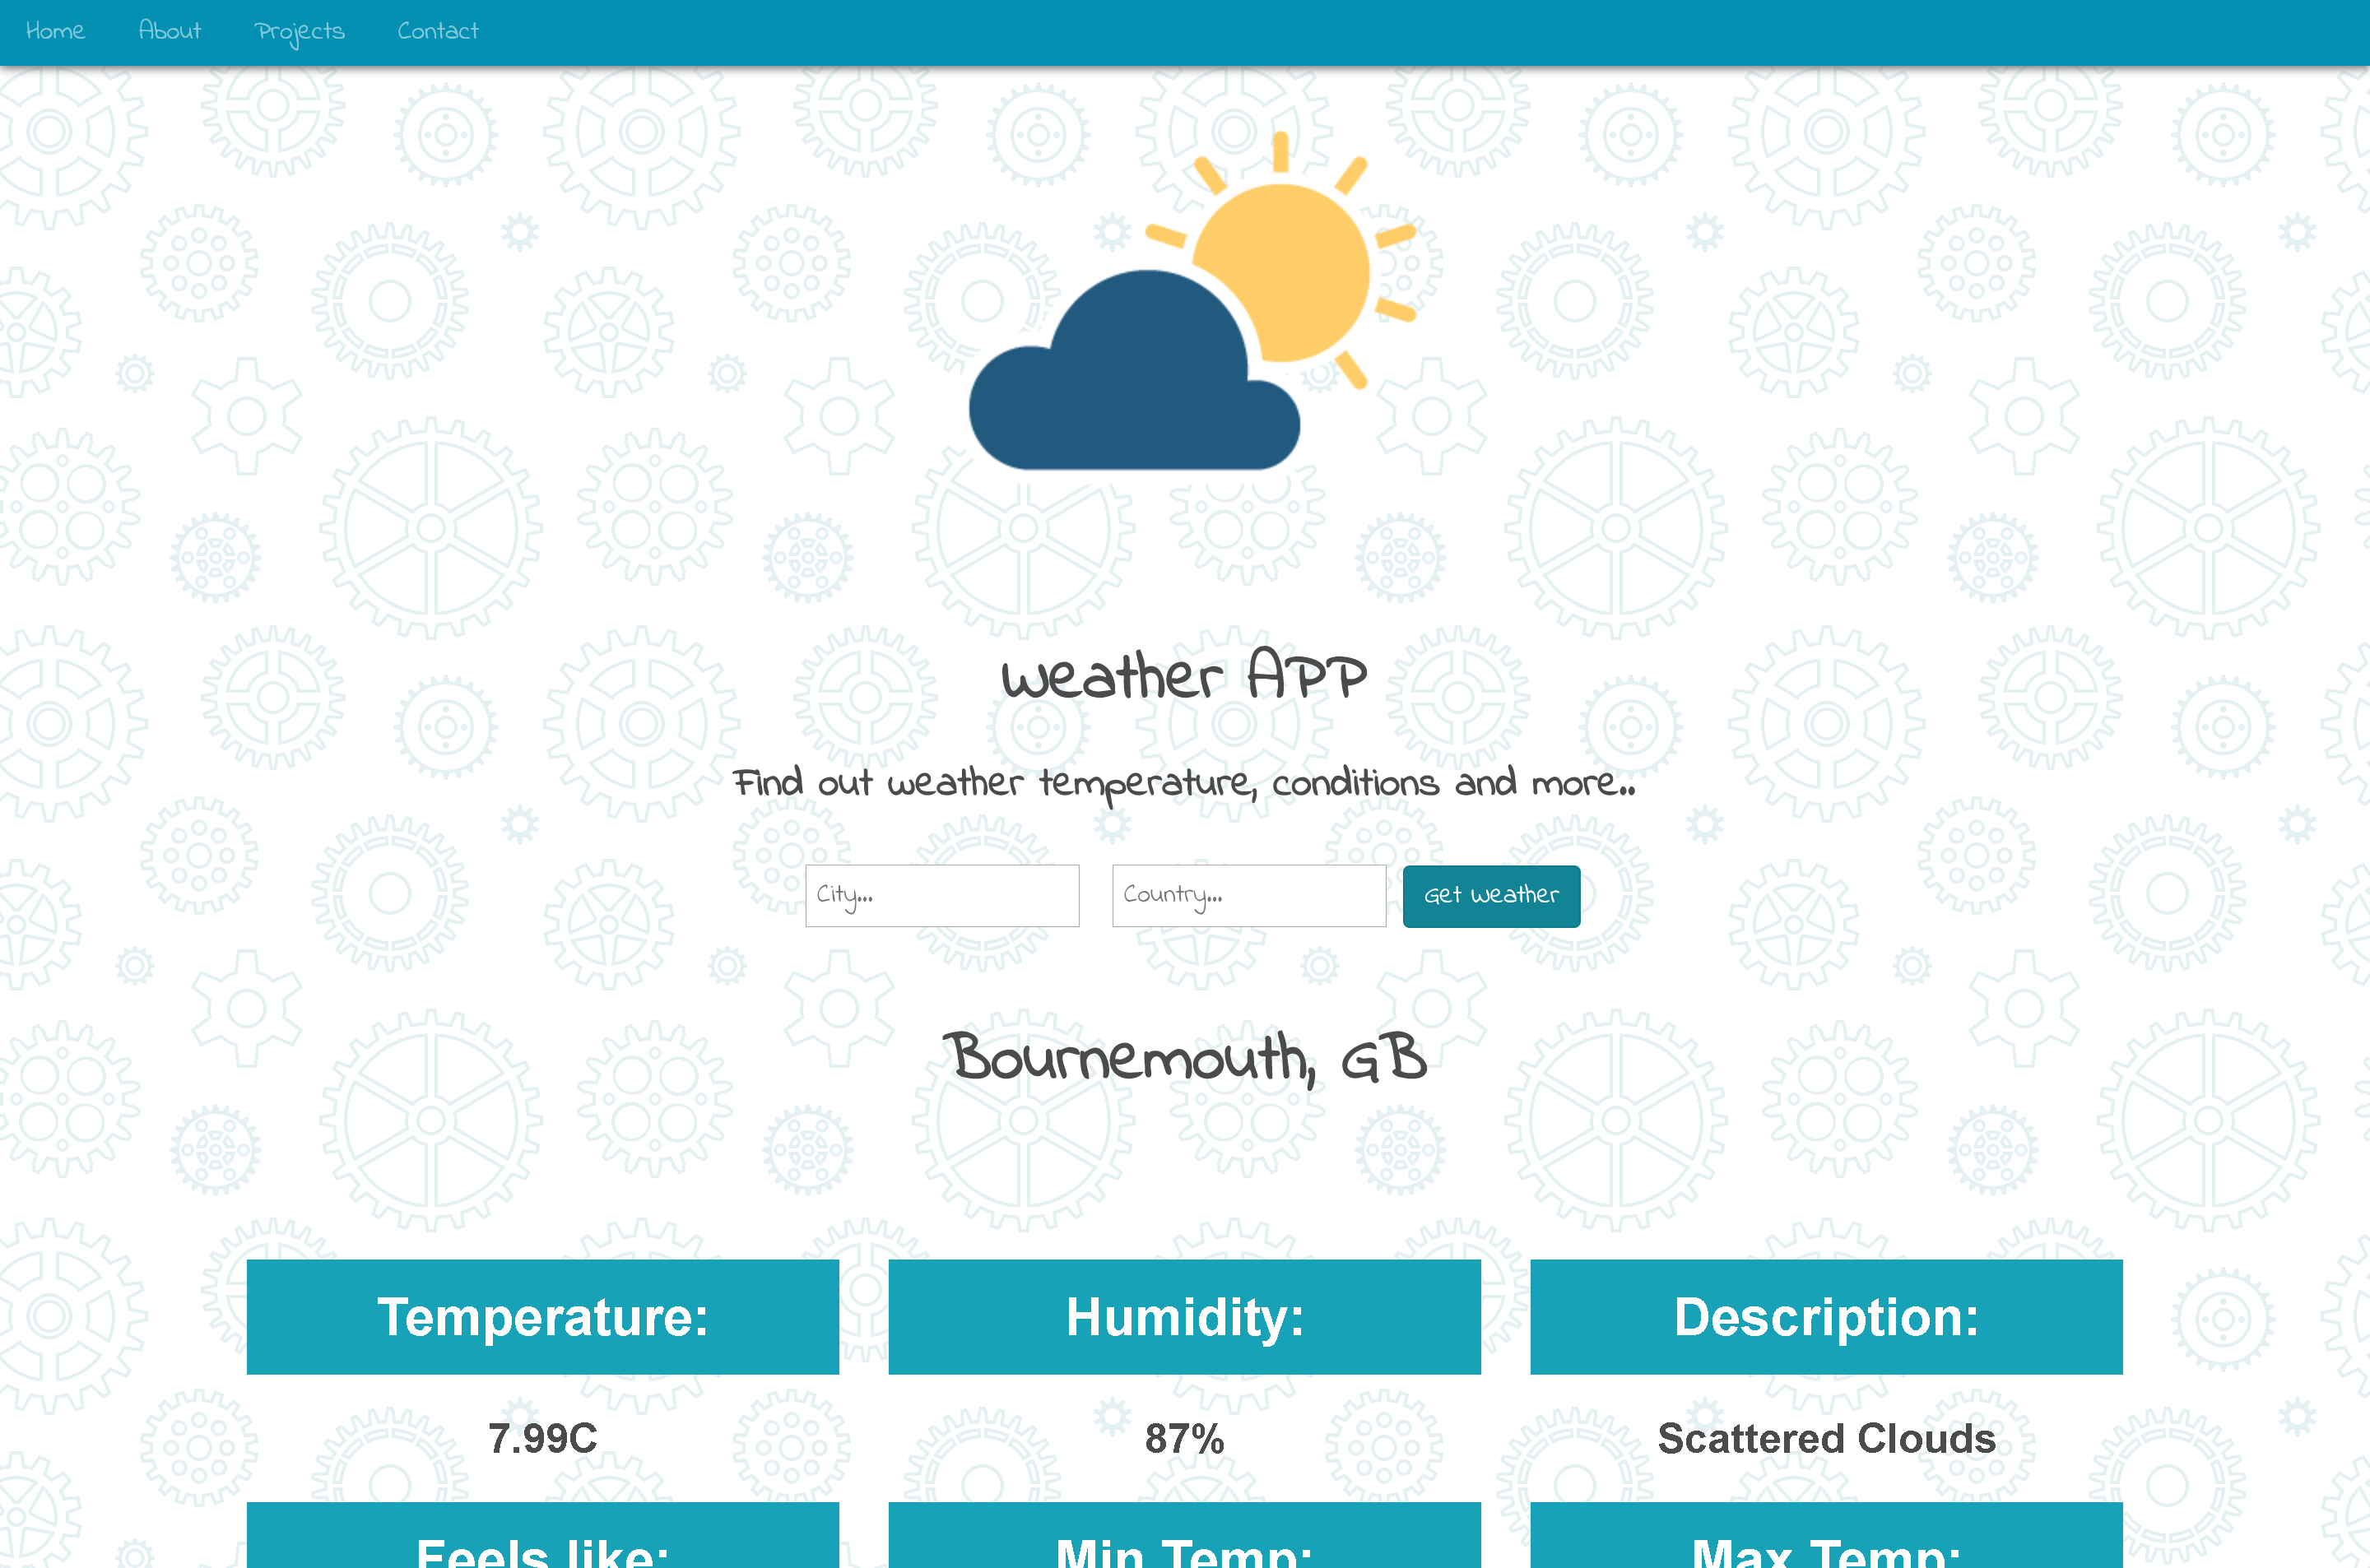 Home About Projects Contact
Weather APP
Find out weather temperature, conditions and more..
City... Country... Get Weather
Bournemouth, GB
Temperature: Humidity: Description:
7.99C 87% Scattered Clouds
Feels like: Min Temp: Max Temp: